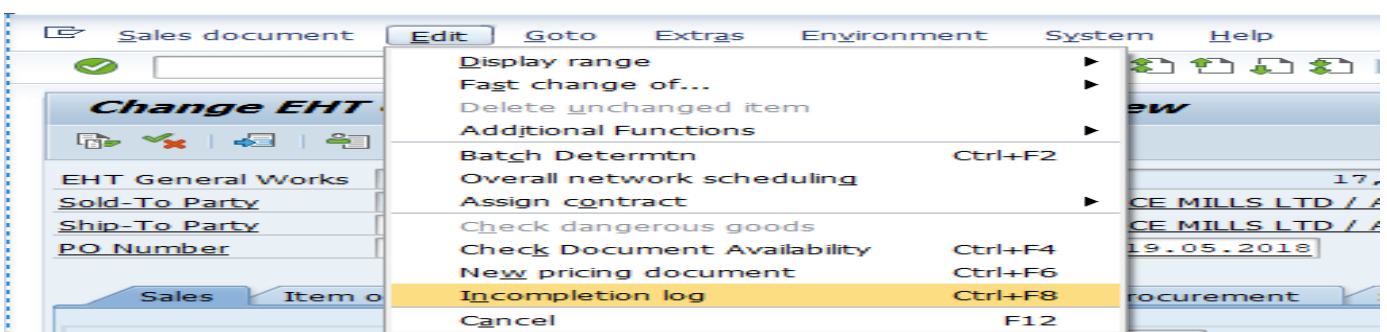 Sales document Edit Goto Extras Environment System Help
Display range
Fast change of...
Change EHT ew
Delete unchanged item
Additional Functions
Batch Determtn Ctrl+F2
EHT General Works Overall network scheduling 17,
Sold-To Party Assign contract CE MILLS LTD / A
Ship-To Party Check dangerous goods CE MILLS LTD / A
PO Number Check Document Availability Ctrl+F4 19.05.2018
New pricing document Ctrl+F6
Sales Item o Incompletion log Ctrl+F8 rocurement
Cancel F12